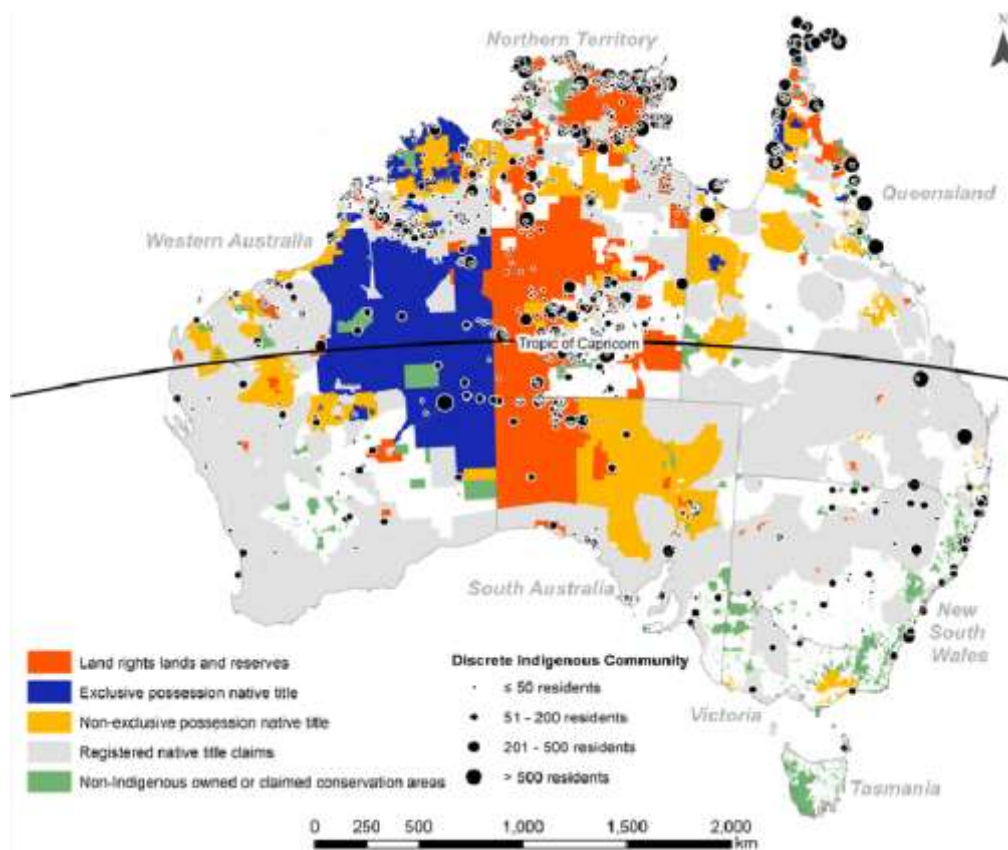 N
Northern Territory
Queensland
Western Australia
Tropic of Capricorn
South Australia
New
South
Wales
Victoria
Tasmania
Land rights lands and reserves
Exclusive possession native title
Non-exclusive possession native title
Registered native title claims
Non-Indigenous owned or claimed conservation areas
Discrete Indigenous Community
≤ 50 residents
51 - 200 residents
201 - 500 residents
> 500 residents
0 250 500 1,000 1,500 2,000
km